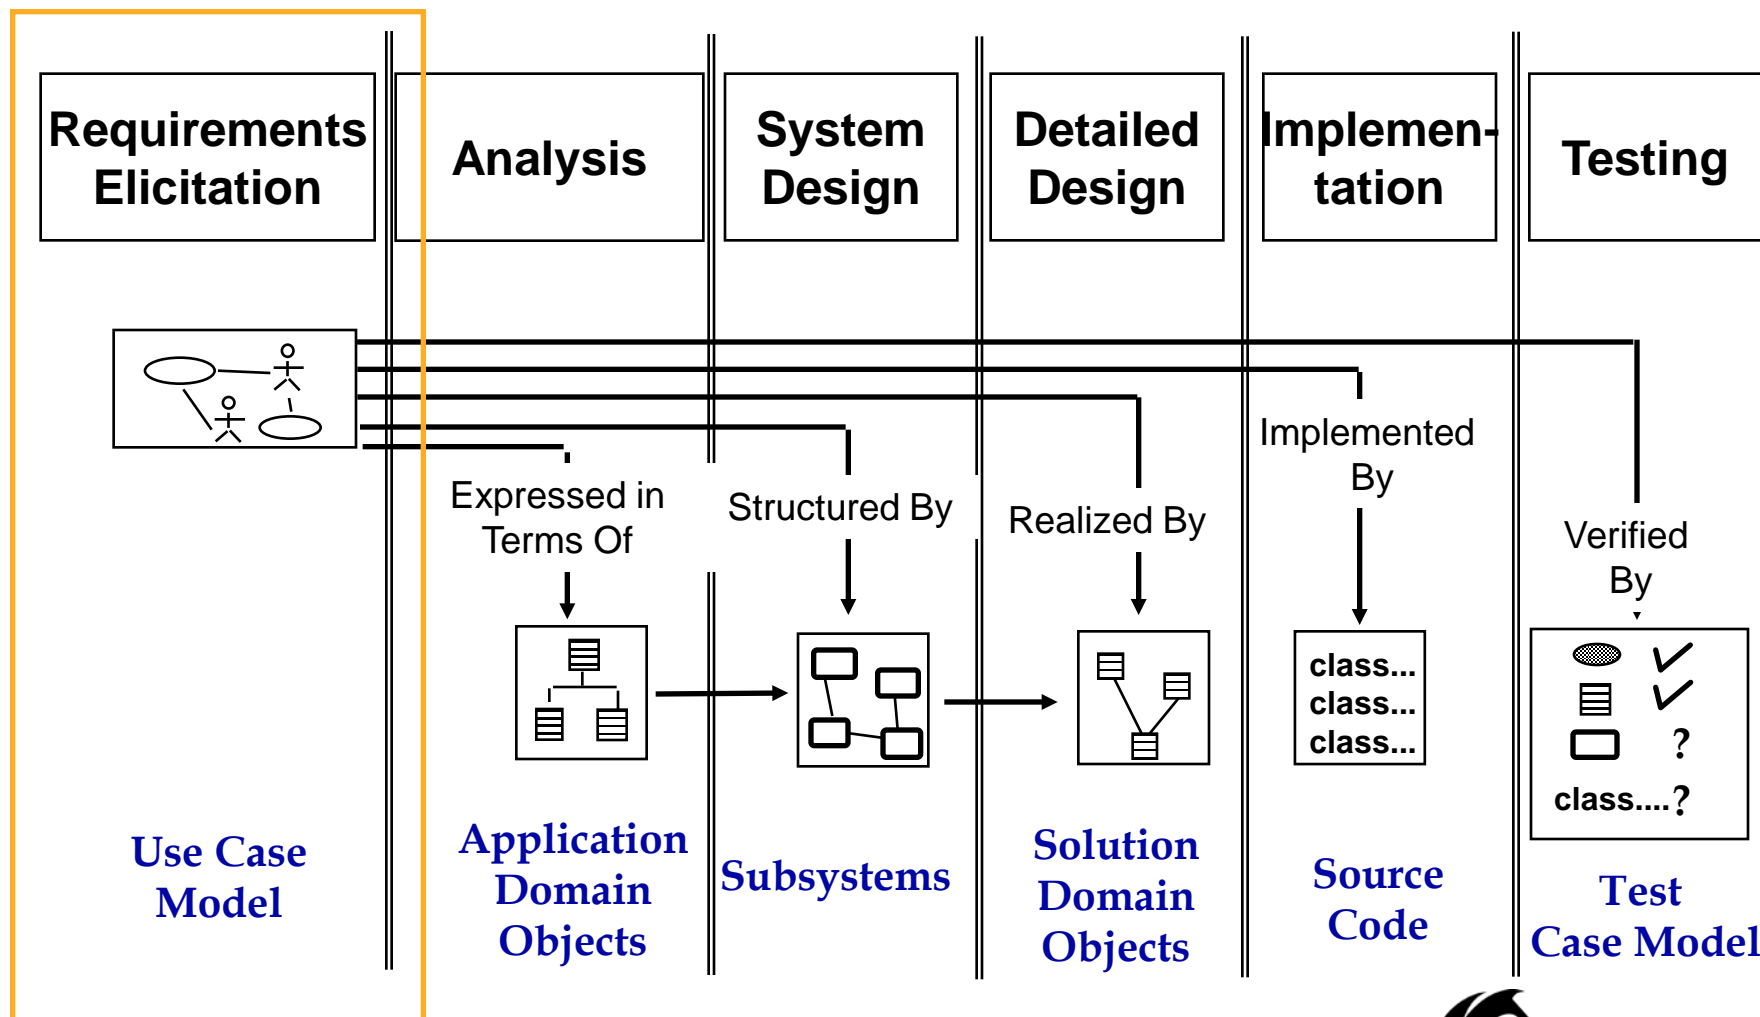 Requirements
Elicitation
Analysis
System
Design
Detailed
Design
Implemen-
tation
Testing
Expressed in
Terms Of
Structured By
Realized By
Implemented
By
Verified
By
class...
class...
class...
?
class....?
Use Case
Model
Application
Domain
Objects
Subsystems
Solution
Domain
Objects
Source
Code
Test
Case Model